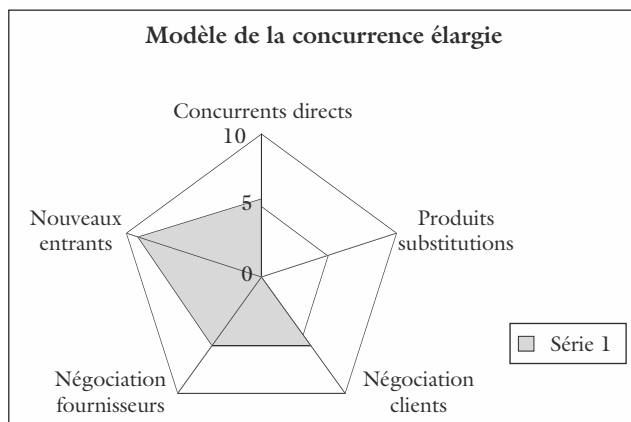 Modèle de la concurrence élargie
Concurrents directs
10
5
0
Nouveaux
entrants
Produits
substitutions
Série 1
Négociation
fournisseurs
Négociation
clients